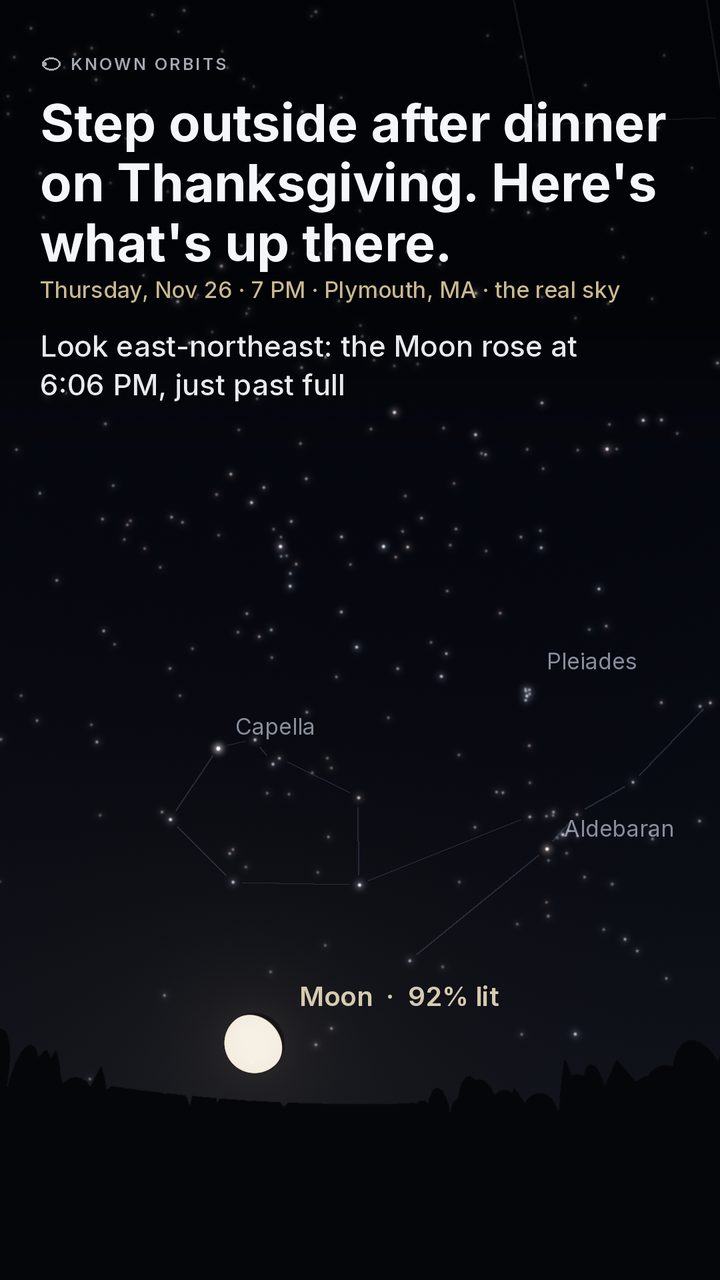 KNOWN ORBITS
Step outside after dinner
on Thanksgiving. Here's
what's up there.
Thursday, Nov 26 · 7 PM · Plymouth, MA · the real sky
Look east-northeast: the Moon rose at
6:06 PM, just past full
Pleiades
Capella
Aldebaran
Moon · 92% lit